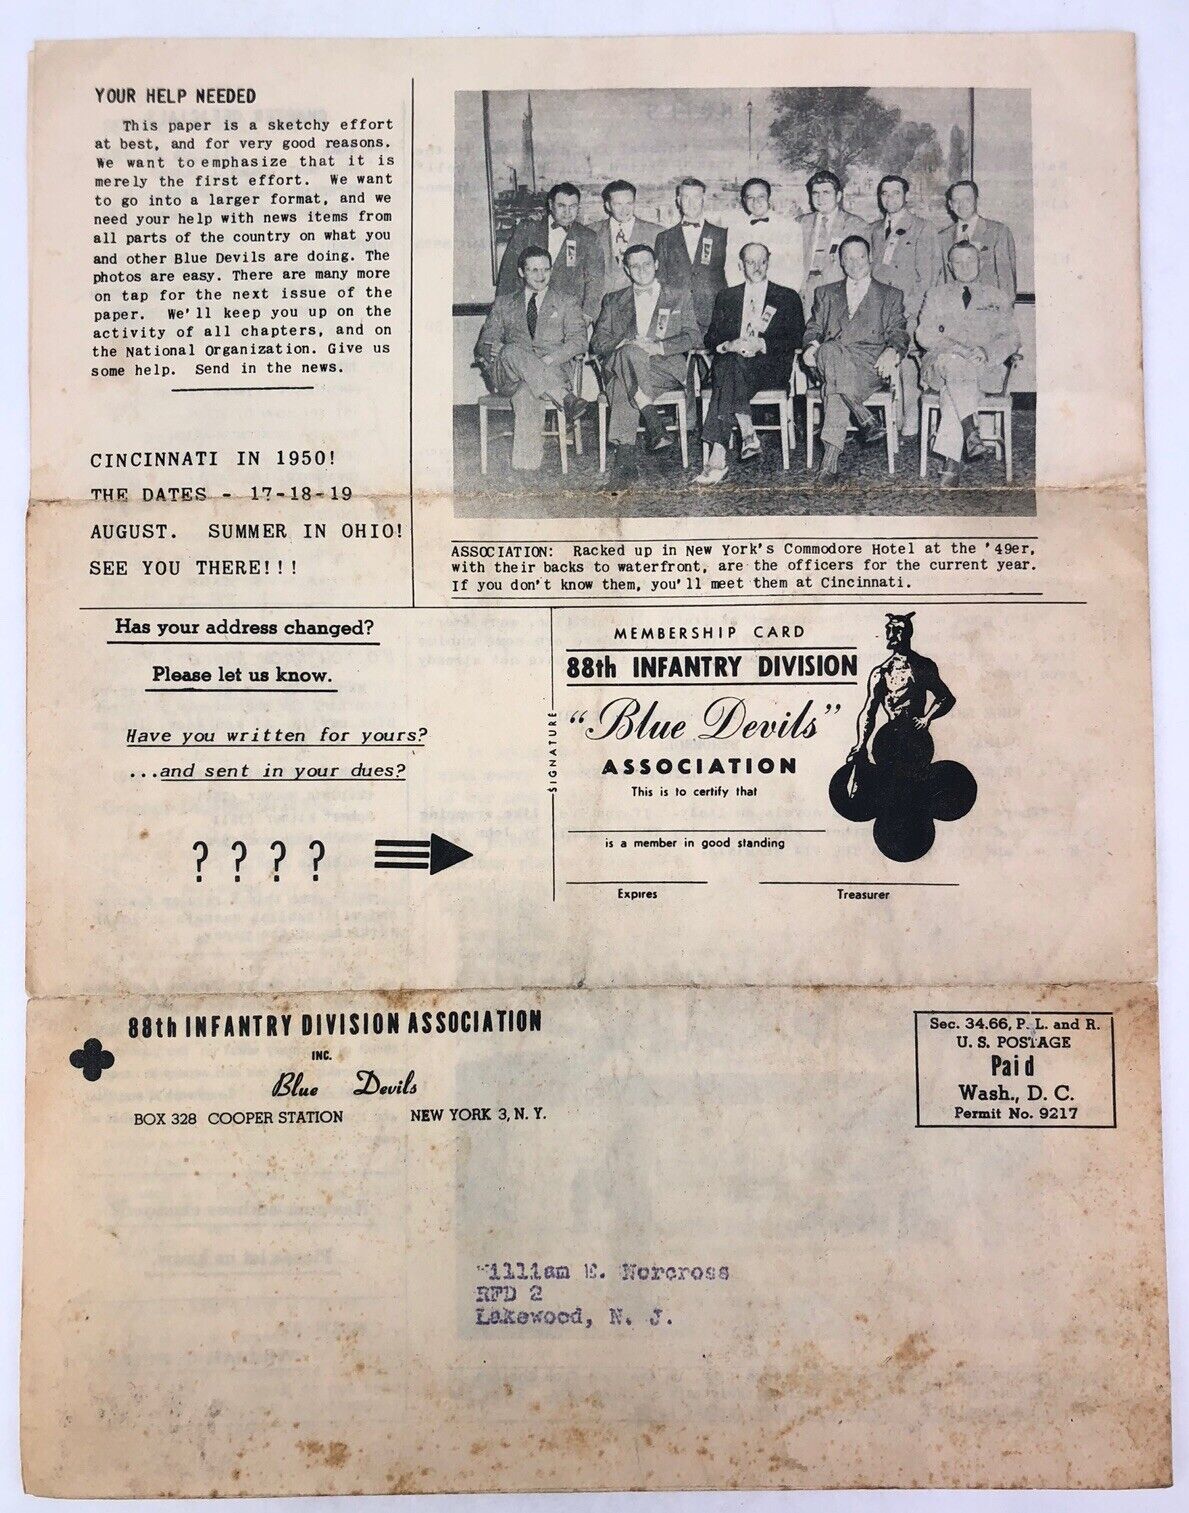 YOUR HELP NEEDED
This paper is a sketchy effort
at best, and for very good reasons.
We want to emphasize that it is
merely the first effort. We want
to go into a larger format, and we
need your help with news items from
all parts of the country on what you
and other Blue Devils are doing. The
photos are easy. There are many more
on tap for the next issue of the
paper. We'll keep you up on the
activity of all chapters, and on
the National Organization. Give us
some help. Send in the news.
CINCINNATI IN 1950!
THE DATES - 17-18-19
AUGUST. SUMMER IN OHIO!
SEE YOU THERE!!!
ASSOCIATION: Racked up in New York's Commodore Hotel at the '49er,
with their backs to waterfront, are the officers for the current year.
If you don't know them, you'll meet them at Cincinnati.
Has your address changed?
Please let us know.
Have you written for yours?
...and sent in your dues?
? ? ? ?
SIGNATURE
MEMBERSHIP CARD
88th INFANTRY DIVISION
"Blue Devils"
ASSOCIATION
This is to certify that
is a member in good standing
Expires Treasurer
88th INFANTRY DIVISION ASSOCIATION
INC.
Blue Devils
BOX 328 COOPER STATION NEW YORK 3, N. Y.
Sec. 34.66, P. L. and R.
U. S. POSTAGE
Paid
Wash., D. C.
Permit No. 9217
William E. Norcross
RFD 2
Lakewood, N. J.